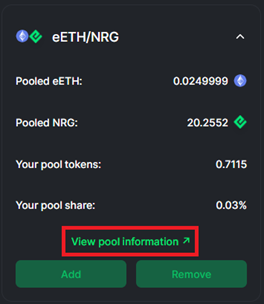 eETH/NRG
Pooled eETH: 0.0249999
Pooled NRG: 20.2552
Your pool tokens: 0.7115
Your pool share: 0.03%
View pool information ↗
Add Remove